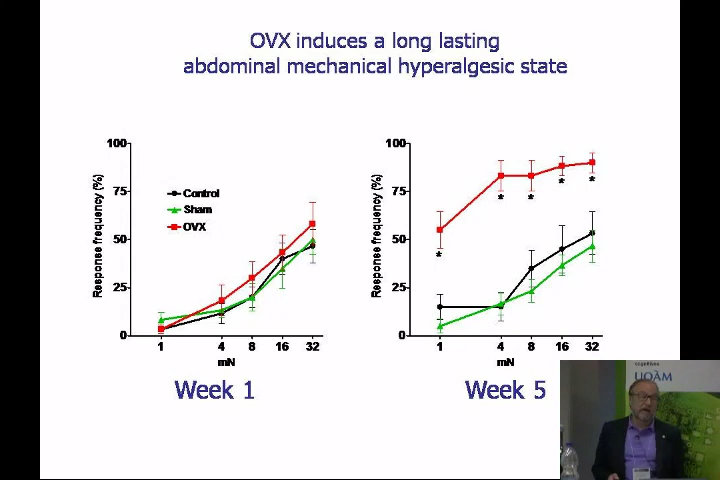 OVX induces a long lasting
abdominal mechanical hyperalgesic state
Response frequency (%)
100
75
50
25
0
Control
Sham
OVX
1 4 8 16 32
mN
Week 1
Response frequency (%)
100
75
50
25
0
* * * * *
1 4 8 16 32
mN
Week 5
UQÀM